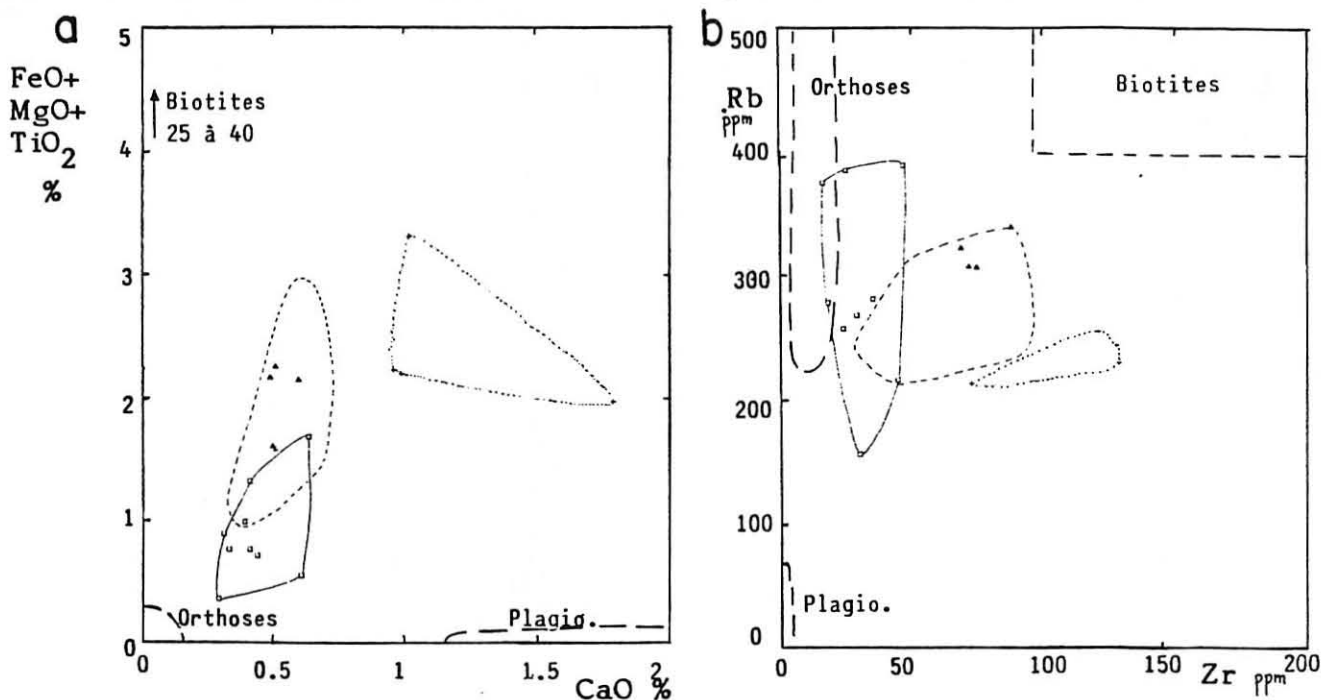 a
5
FeO+
MgO+
TiO2
%
Biotites
25 à 40
4
3
2
1
0
Orthoses
Plagio.
0
0.5
1
1.5
2
CaO %
b
500
Rb
ppm
Orthoses
Biotites
400
300
200
100
0
Plagio.
0
50
100
150
200
Zr ppm